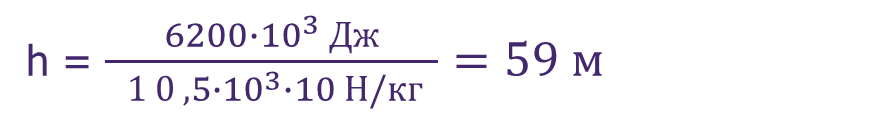 h = 6200·10³ Дж / 1 0 ,5·10³·10 Н/кг = 59 м